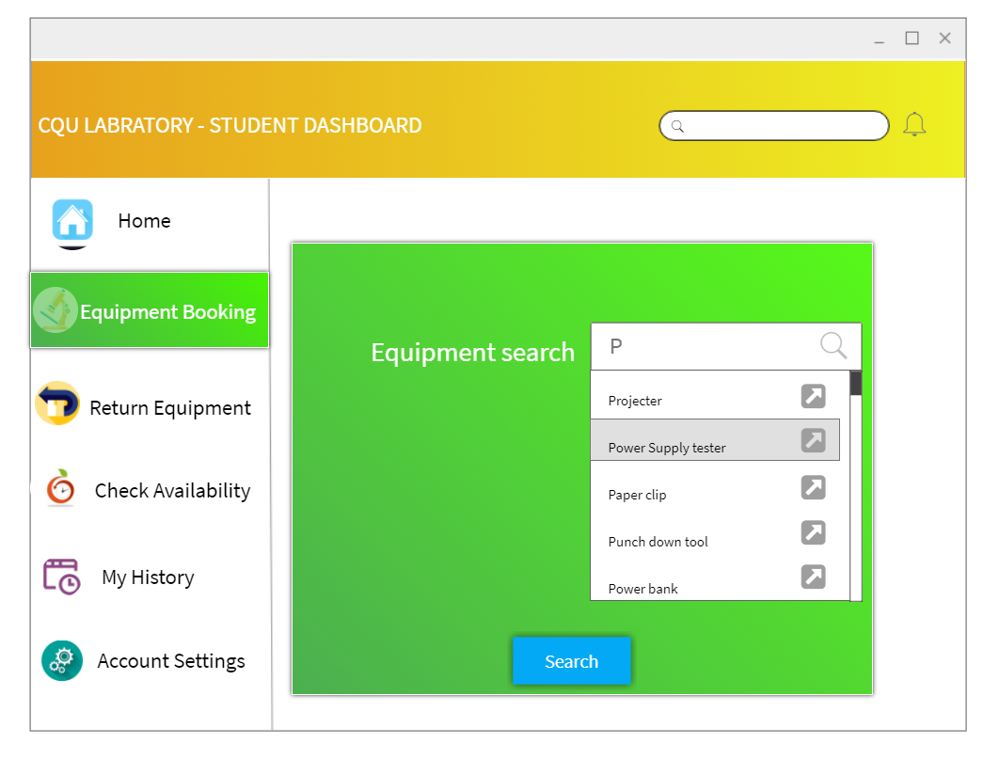 CQU LABRATORY - STUDENT DASHBOARD
Home
Equipment Booking
Return Equipment
Check Availability
My History
Account Settings
Equipment search
P
Projecter
Power Supply tester
Paper clip
Punch down tool
Power bank
Search